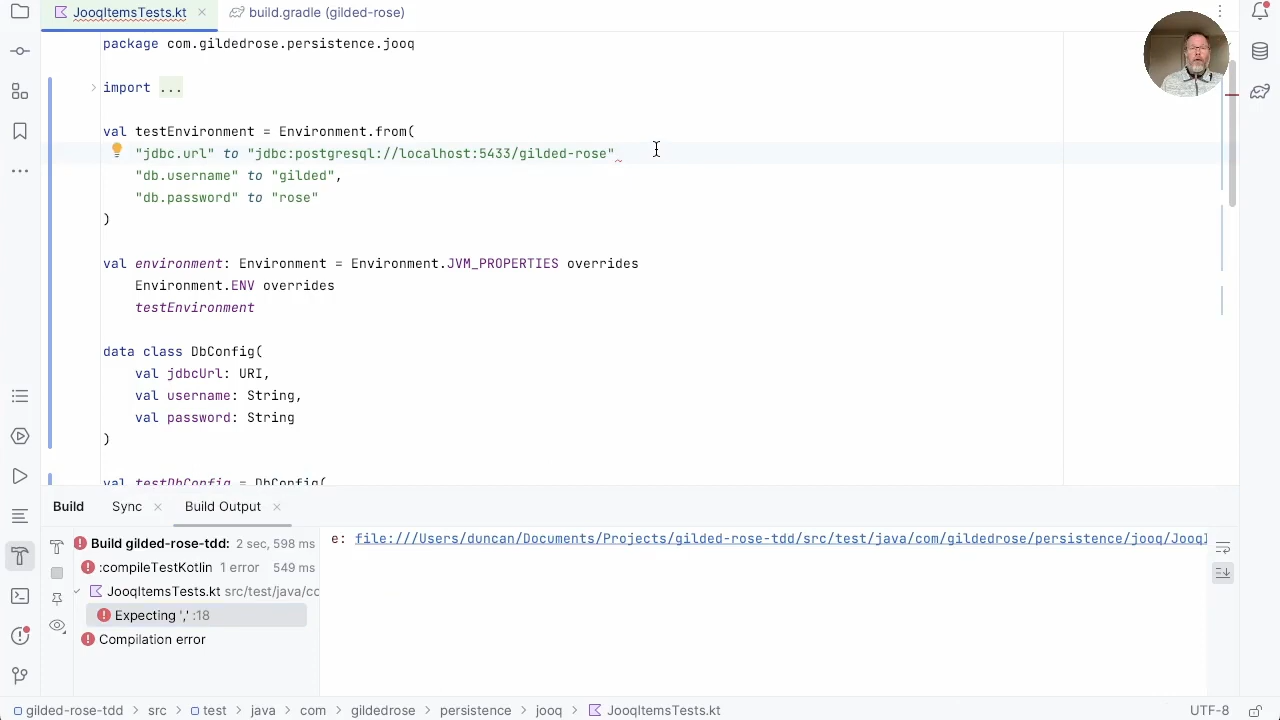 JooqItemsTests.kt
build.gradle (gilded-rose)
package com.gildedrose.persistence.jooq
import ...
val testEnvironment = Environment.from(
"jdbc.url" to "jdbc:postgresql://localhost:5433/gilded-rose"
"db.username" to "gilded",
"db.password" to "rose"
)
val environment: Environment = Environment.JVM_PROPERTIES overrides
Environment.ENV overrides
testEnvironment
data class DbConfig(
val jdbcUrl: URI,
val username: String,
val password: String
)
val testDbConfig = DbConfig(
Build Sync Build Output
Build gilded-rose-tdd: 2 sec, 598 ms
:compileTestKotlin 1 error 549 ms
JooqItemsTests.kt src/test/java/co
Expecting ',' :18
Compilation error
e: file:///Users/duncan/Documents/Projects/gilded-rose-tdd/src/test/java/com/gildedrose/persistence/jooq/JooqI
gilded-rose-tdd > src > test > java > com > gildedrose > persistence > jooq > JooqItemsTests.kt UTF-8